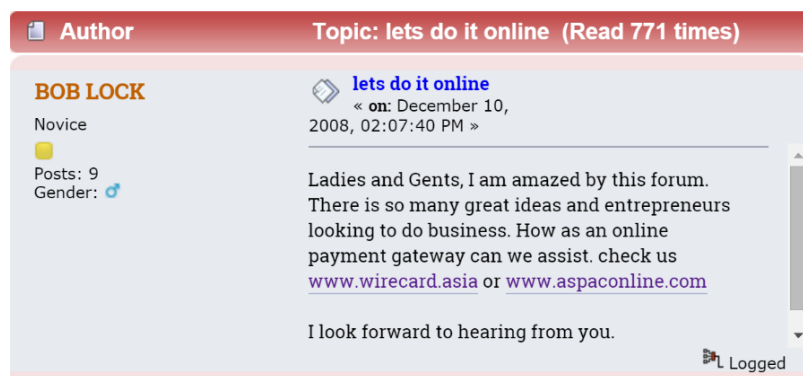 Author
Topic: lets do it online (Read 771 times)
BOB LOCK
Novice
Posts: 9
Gender:
lets do it online
« on: December 10,
2008, 02:07:40 PM »
Ladies and Gents, I am amazed by this forum.
There is so many great ideas and entrepreneurs
looking to do business. How as an online
payment gateway can we assist. check us
www.wirecard.asia or www.aspaconline.com
I look forward to hearing from you.
Logged